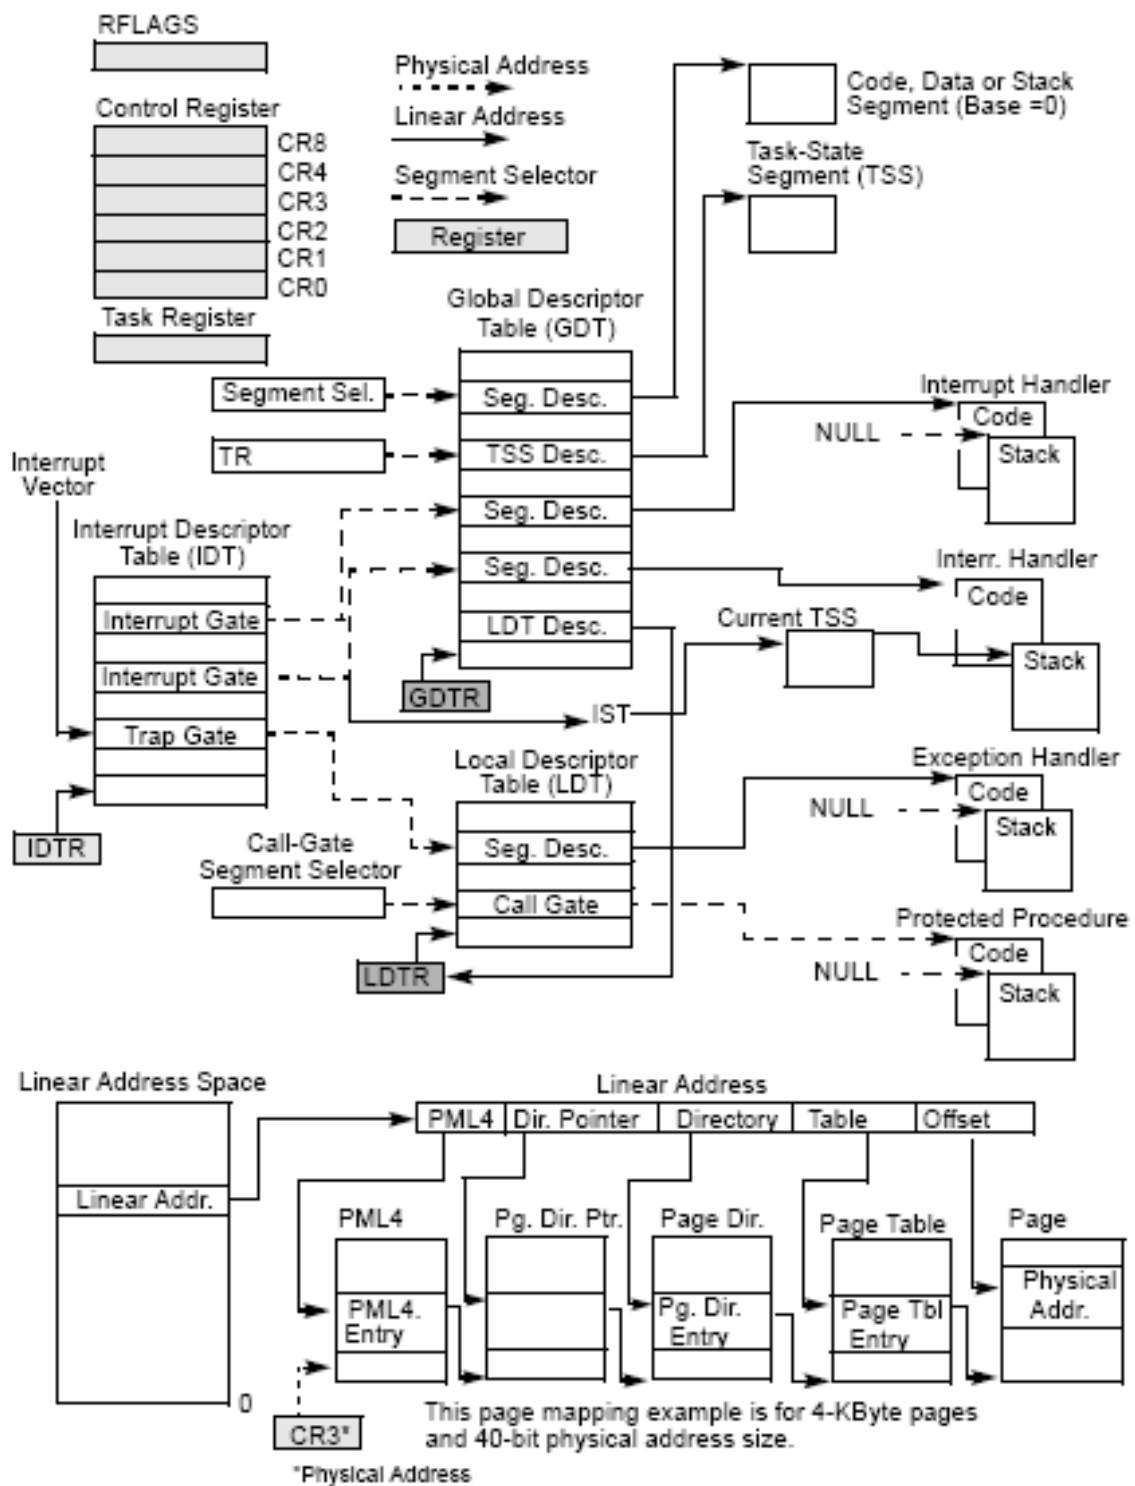 RFLAGS
Control Register
CR8
CR4
CR3
CR2
CR1
CR0
Task Register
Physical Address
Linear Address
Segment Selector
Register
Code, Data or Stack
Segment (Base =0)
Task-State
Segment (TSS)
Global Descriptor
Table (GDT)
Segment Sel.
Seg. Desc.
TR
TSS Desc.
Seg. Desc.
Seg. Desc.
LDT Desc.
GDTR
Interrupt Handler
Code
NULL
Stack
Interrupt
Vector
Interrupt Descriptor
Table (IDT)
Interrupt Gate
Interrupt Gate
Trap Gate
IDTR
Interr. Handler
Code
Current TSS
Stack
IST
Local Descriptor
Table (LDT)
Seg. Desc.
Call Gate
LDTR
Call-Gate
Segment Selector
Exception Handler
Code
NULL
Stack
Protected Procedure
Code
NULL
Stack
Linear Address Space
Linear Addr.
0
Linear Address
PML4 Dir. Pointer Directory Table Offset
PML4
Pg. Dir. Ptr.
Page Dir.
Page Table
Page
PML4.
Entry
Pg. Dir.
Entry
Page Tbl
Entry
Physical
Addr.
CR3*
This page mapping example is for 4-KByte pages
and 40-bit physical address size.
*Physical Address